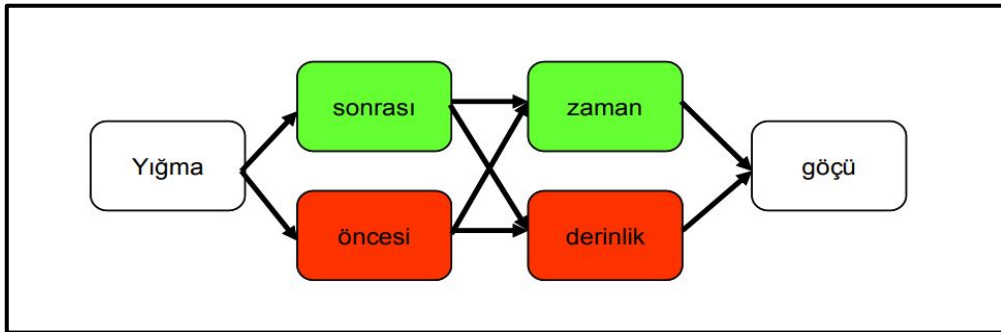 Yığma
sonrası
öncesi
zaman
derinlik
göçü